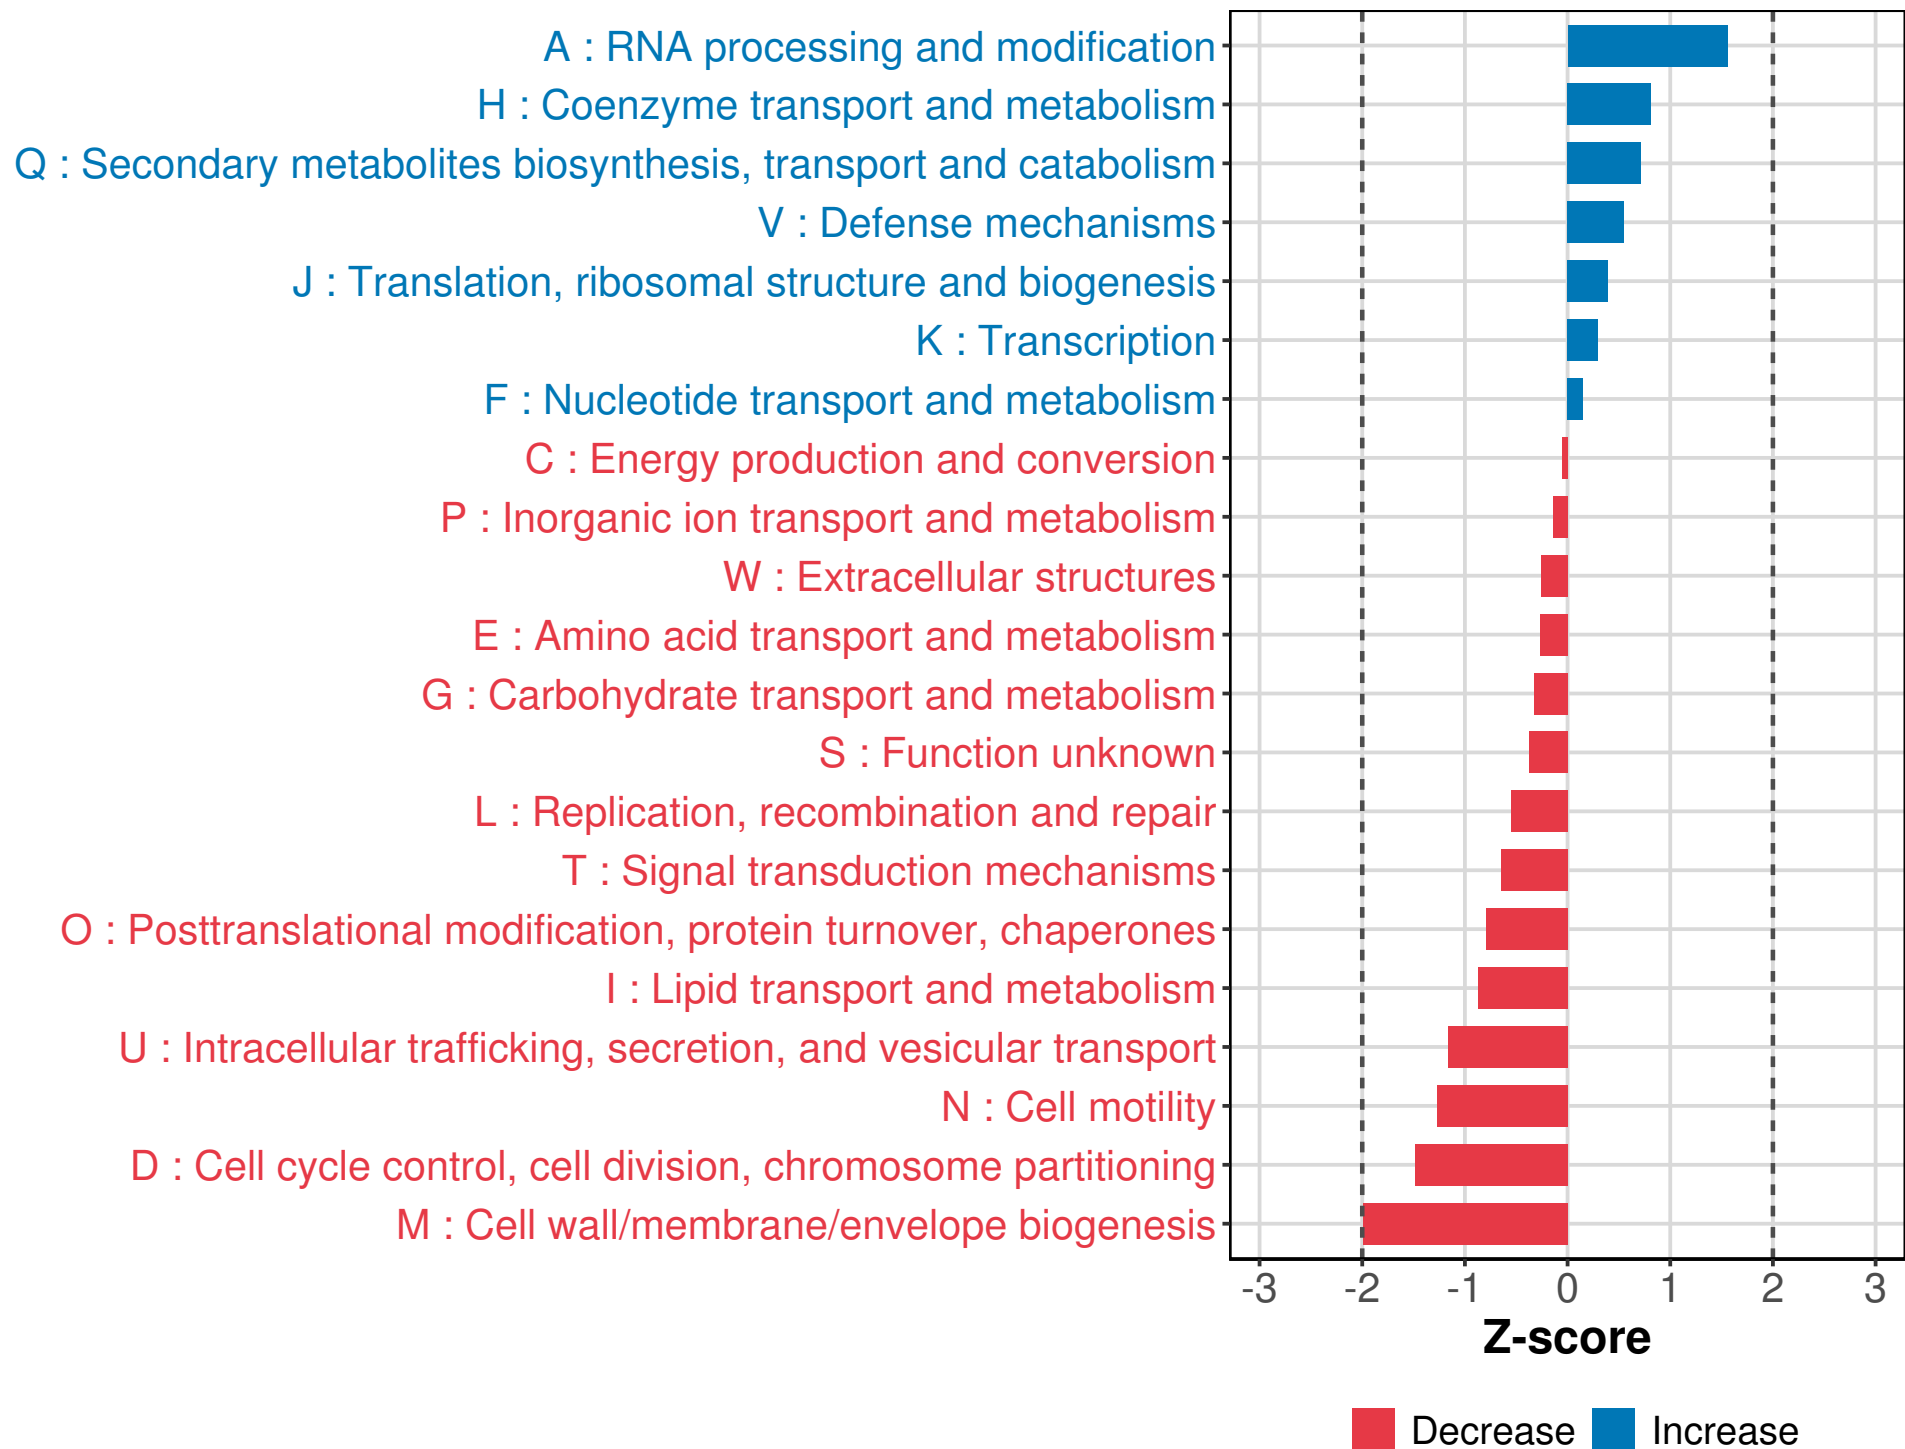 A : RNA processing and modification
H : Coenzyme transport and metabolism
Q : Secondary metabolites biosynthesis, transport and catabolism
V : Defense mechanisms
J : Translation, ribosomal structure and biogenesis
K : Transcription
F : Nucleotide transport and metabolism
C : Energy production and conversion
P : Inorganic ion transport and metabolism
W : Extracellular structures
E : Amino acid transport and metabolism
G : Carbohydrate transport and metabolism
S : Function unknown
L : Replication, recombination and repair
T : Signal transduction mechanisms
O : Posttranslational modification, protein turnover, chaperones
I : Lipid transport and metabolism
U : Intracellular trafficking, secretion, and vesicular transport
N : Cell motility
D : Cell cycle control, cell division, chromosome partitioning
M : Cell wall/membrane/envelope biogenesis
-3 -2 -1 0 1 2 3
Z-score
Decrease Increase